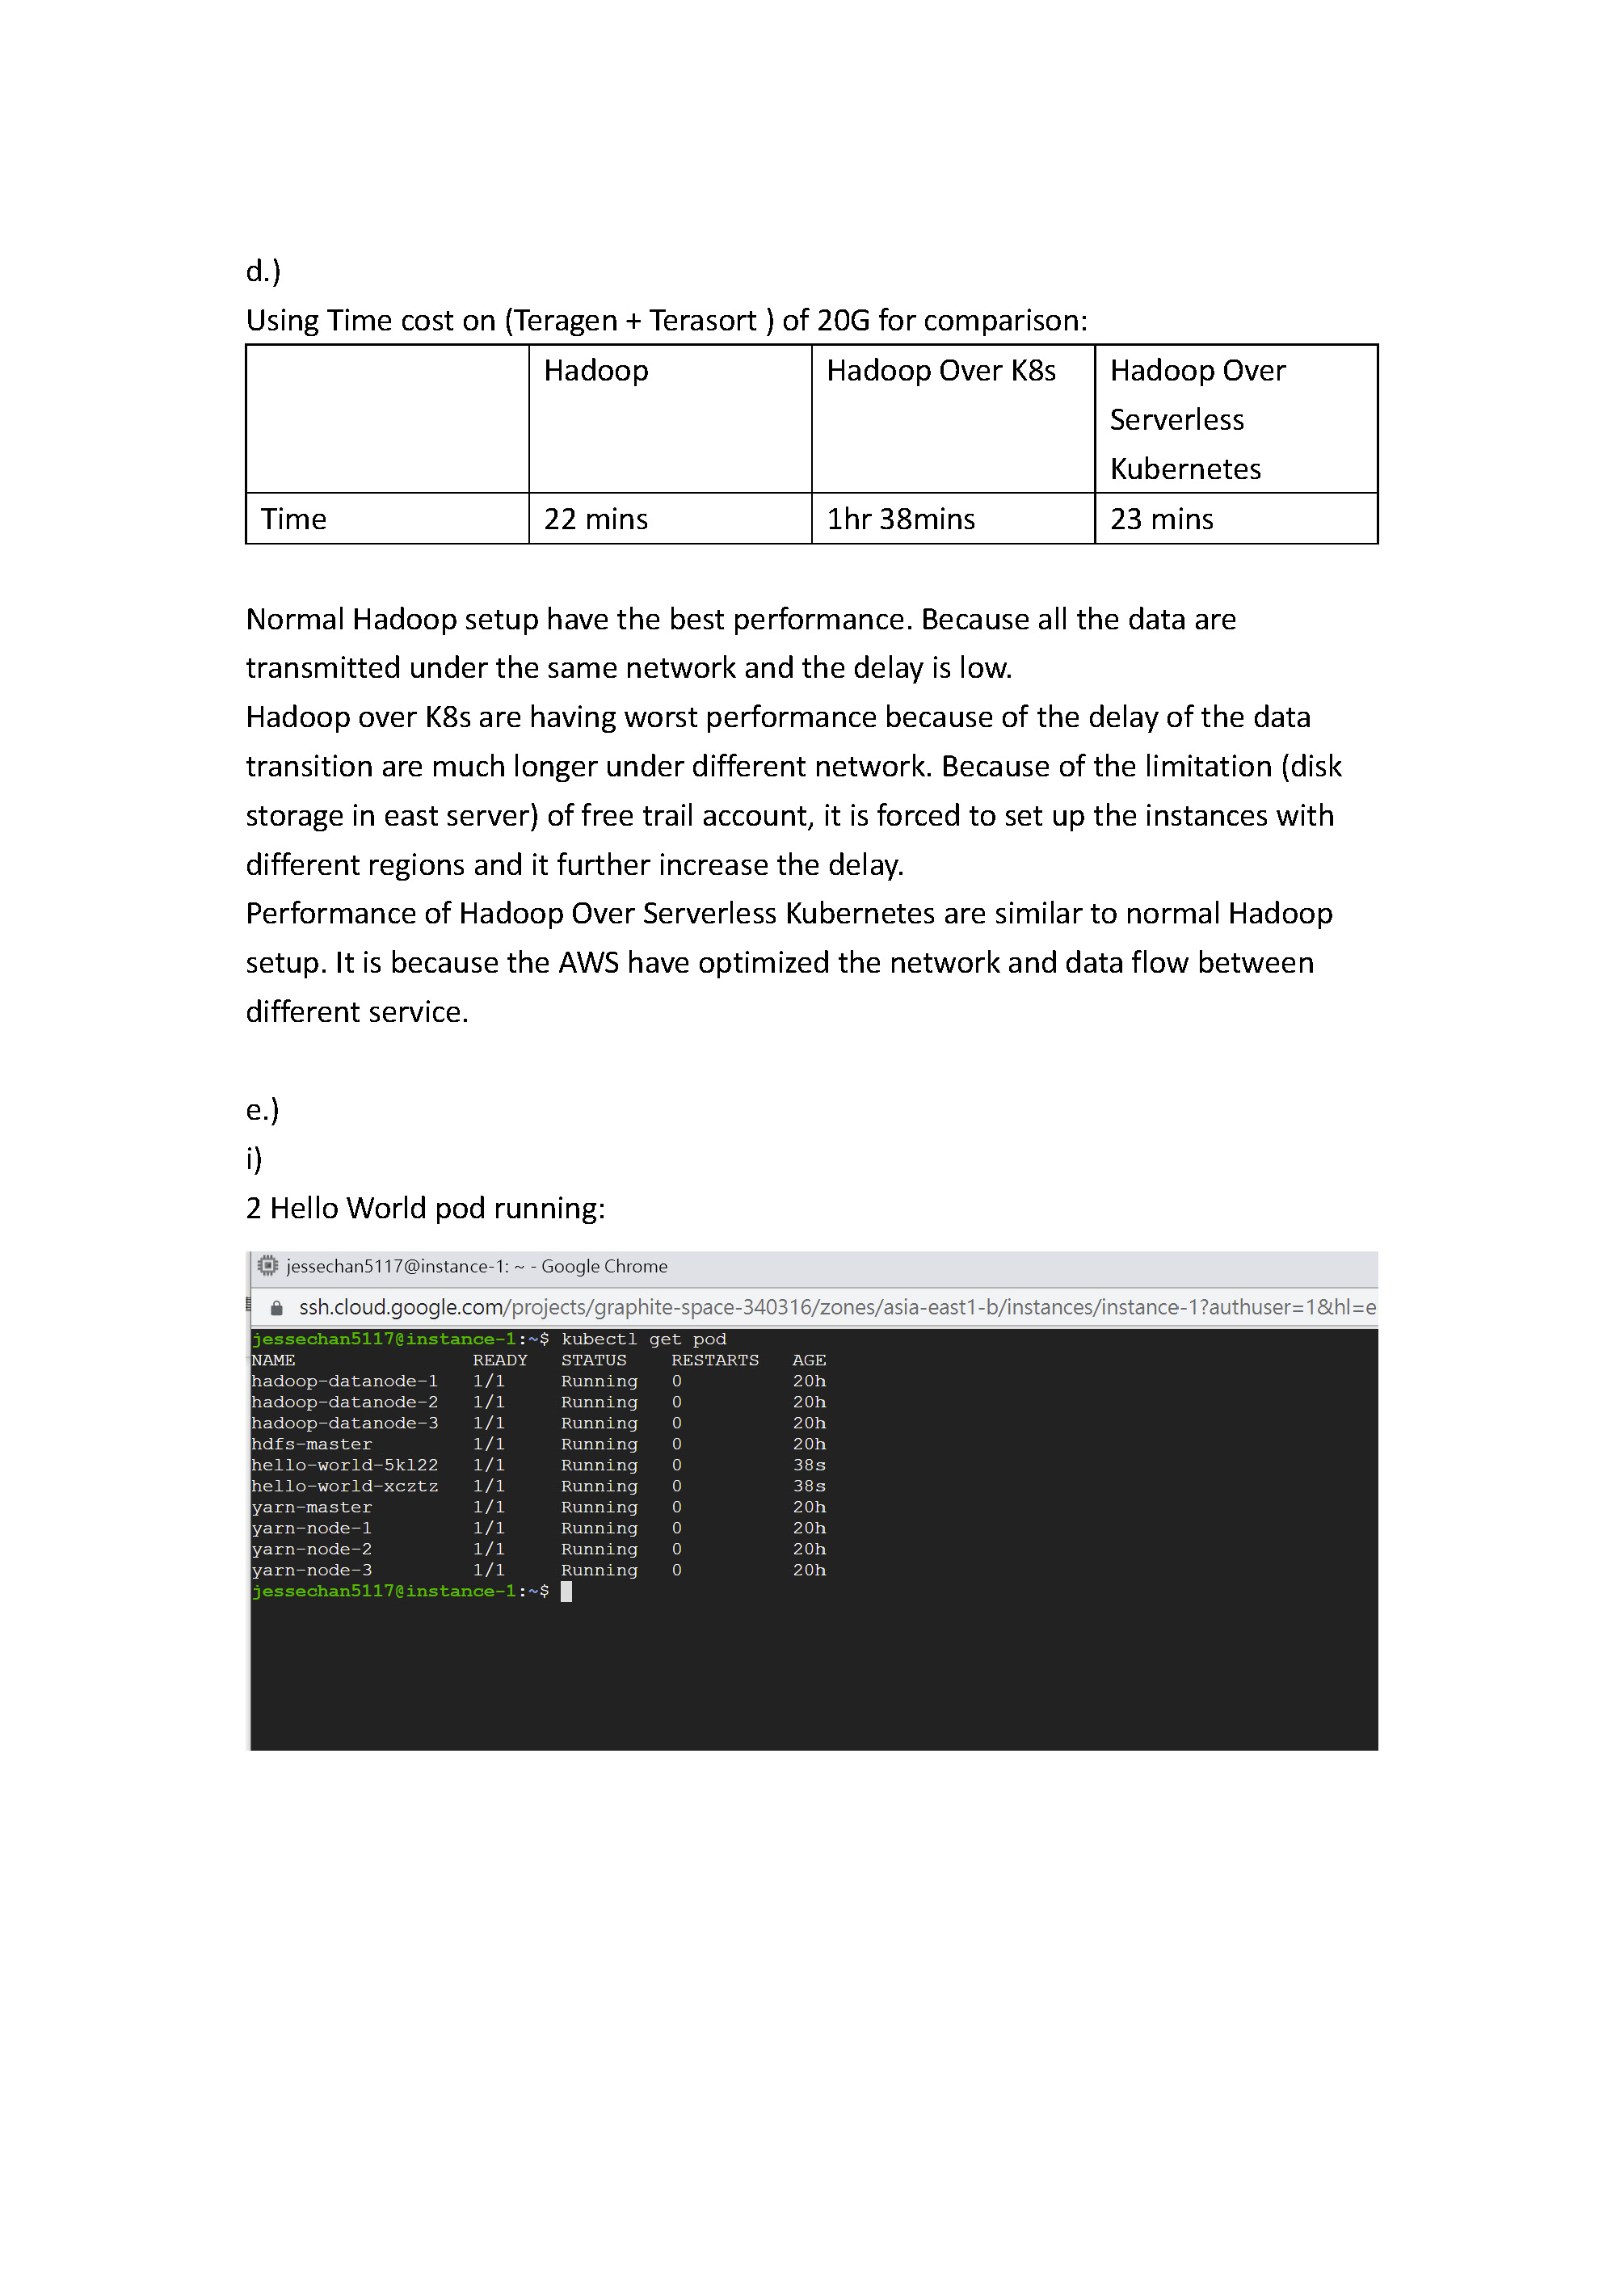 d.)
Using Time cost on (Teragen + Terasort ) of 20G for comparison:
Hadoop Hadoop Over K8s Hadoop Over
Serverless
Kubernetes
Time 22 mins 1hr 38mins 23 mins
Normal Hadoop setup have the best performance. Because all the data are
transmitted under the same network and the delay is low.
Hadoop over K8s are having worst performance because of the delay of the data
transition are much longer under different network. Because of the limitation (disk
storage in east server) of free trail account, it is forced to set up the instances with
different regions and it further increase the delay.
Performance of Hadoop Over Serverless Kubernetes are similar to normal Hadoop
setup. It is because the AWS have optimized the network and data flow between
different service.
e.)
i)
2 Hello World pod running:
jessechan5117@instance-1: ~ - Google Chrome
ssh.cloud.google.com/projects/graphite-space-340316/zones/asia-east1-b/instances/instance-1?authuser=1&hl=e
jessechan5117@instance-1:~$ kubectl get pod
NAME READY STATUS RESTARTS AGE
hadoop-datanode-1 1/1 Running 0 20h
hadoop-datanode-2 1/1 Running 0 20h
hadoop-datanode-3 1/1 Running 0 20h
hdfs-master 1/1 Running 0 20h
hello-world-5kl22 1/1 Running 0 38s
hello-world-xcztz 1/1 Running 0 38s
yarn-master 1/1 Running 0 20h
yarn-node-1 1/1 Running 0 20h
yarn-node-2 1/1 Running 0 20h
yarn-node-3 1/1 Running 0 20h
jessechan5117@instance-1:~$